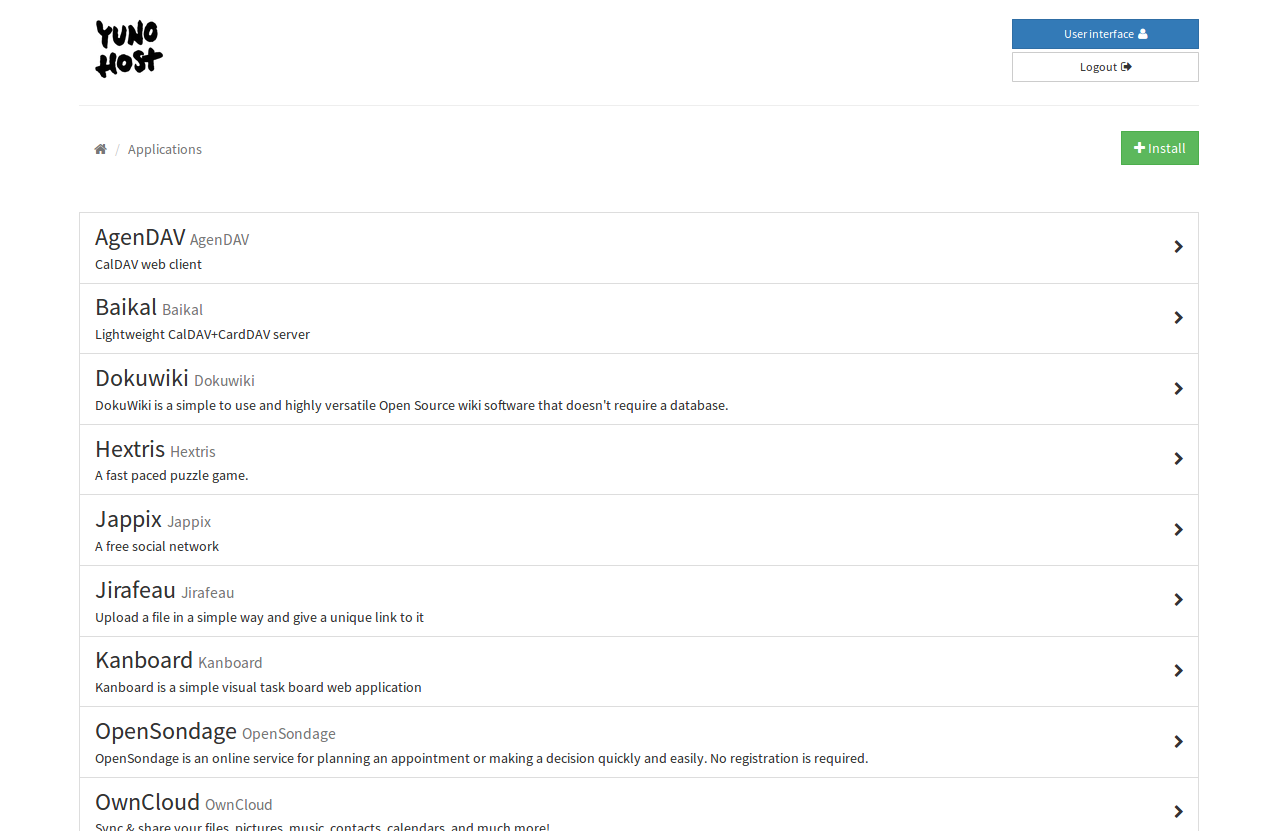 YUNO
HOST
User interface
Logout
/ Applications
Install
AgenDAV AgenDAV
CalDAV web client
Baikal Baikal
Lightweight CalDAV+CardDAV server
Dokuwiki Dokuwiki
DokuWiki is a simple to use and highly versatile Open Source wiki software that doesn't require a database.
Hextris Hextris
A fast paced puzzle game.
Jappix Jappix
A free social network
Jirafeau Jirafeau
Upload a file in a simple way and give a unique link to it
Kanboard Kanboard
Kanboard is a simple visual task board web application
OpenSondage OpenSondage
OpenSondage is an online service for planning an appointment or making a decision quickly and easily. No registration is required.
OwnCloud OwnCloud
Sync & share your files, pictures, music, contacts, calendars, and much more!